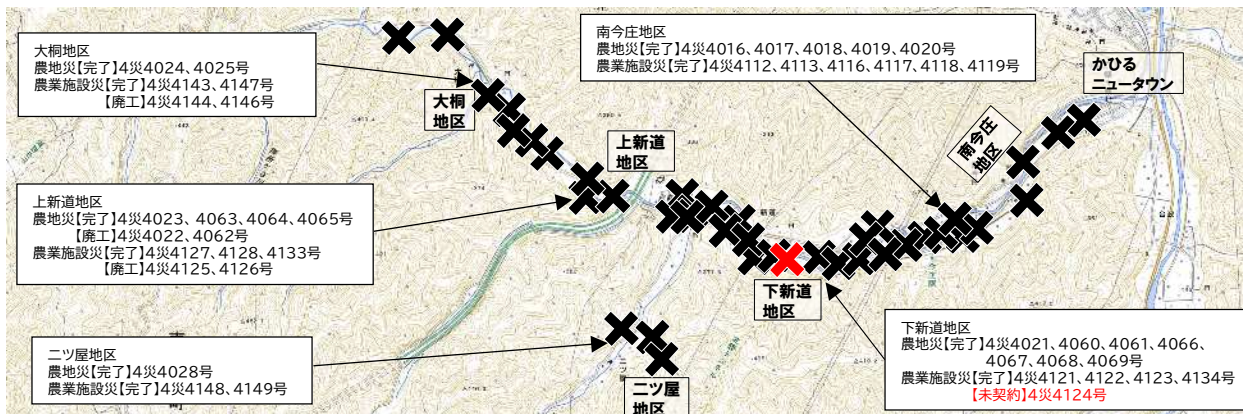 大桐地区
農地災【完了】4災4024、4025号
農業施設災【完了】4災4143、4147号
【廃工】4災4144、4146号
南今庄地区
農地災【完了】4災4016、4017、4018、4019、4020号
農業施設災【完了】4災4112、4113、4116、4117、4118、4119号
かひる
ニュータウン
大桐
地区
上新道
地区
南今庄
地区
上新道地区
農地災【完了】4災4023、4063、4064、4065号
【廃工】4災4022、4062号
農業施設災【完了】4災4127、4128、4133号
【廃工】4災4125、4126号
下新道
地区
下新道地区
農地災【完了】4災4021、4060、4061、4066、
4067、4068、4069号
農業施設災【完了】4災4121、4122、4123、4134号
【未契約】4災4124号
二ツ屋地区
農地災【完了】4災4028号
農業施設災【完了】4災4148、4149号
二ツ屋
二ツ屋
地区